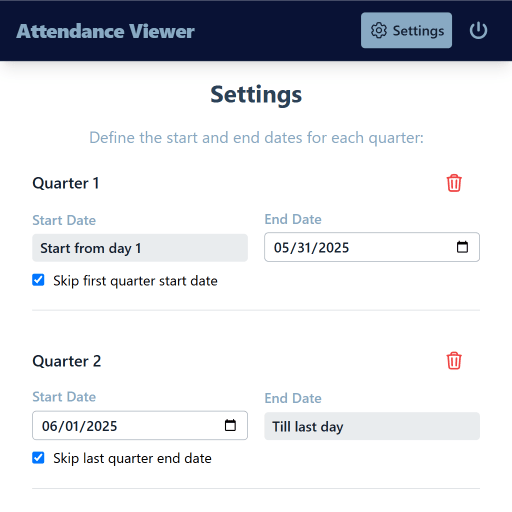 Attendance Viewer
Settings
Settings
Define the start and end dates for each quarter:
Quarter 1
Start Date
End Date
Start from day 1
05/31/2025
Skip first quarter start date
Quarter 2
Start Date
End Date
06/01/2025
Till last day
Skip last quarter end date